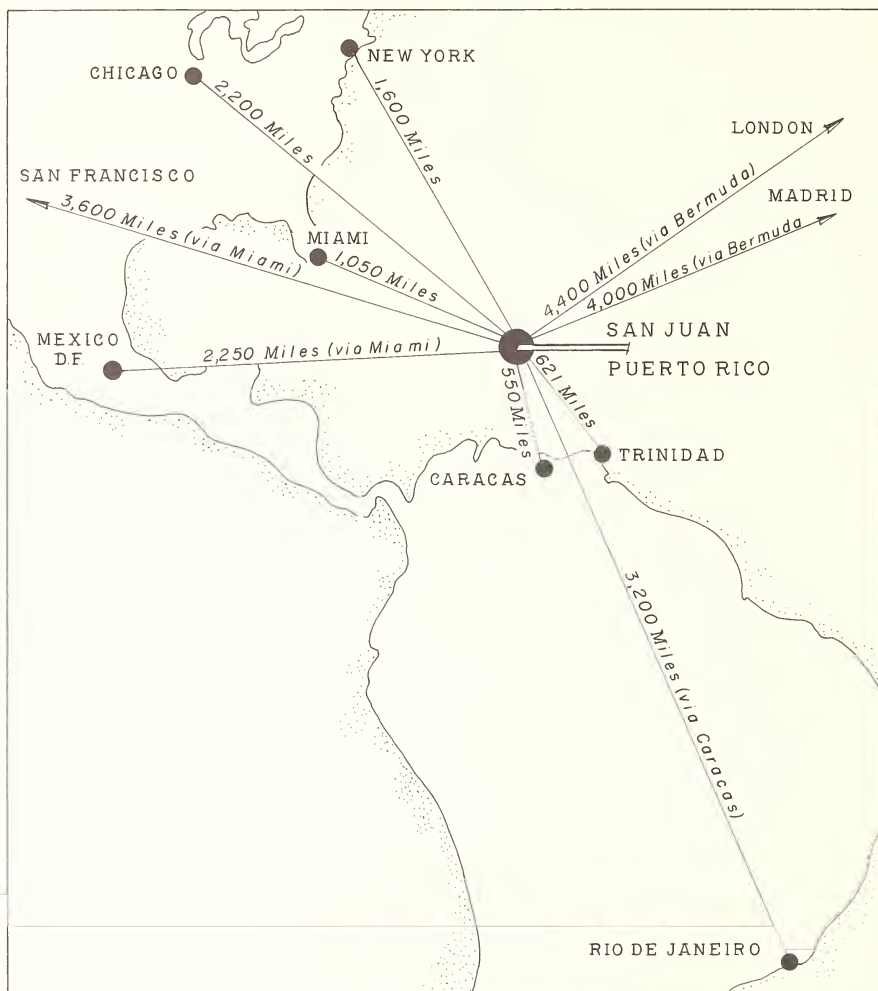 NEW YORK
CHICAGO
2,200 Miles
1,600 Miles
LONDON
SAN FRANCISCO
MADRID
3,600 Miles (via Miami)
MIAMI
1,050 Miles
4,400 Miles (via Bermuda)
4,000 Miles (via Bermuda
MEXICO
D.F.
2,250 Miles (via Miami)
SAN JUAN
PUERTO RICO
550 Miles
621 Miles
TRINIDAD
CARACAS
3,200 Miles (via Caracas)
RIO DE JANEIRO